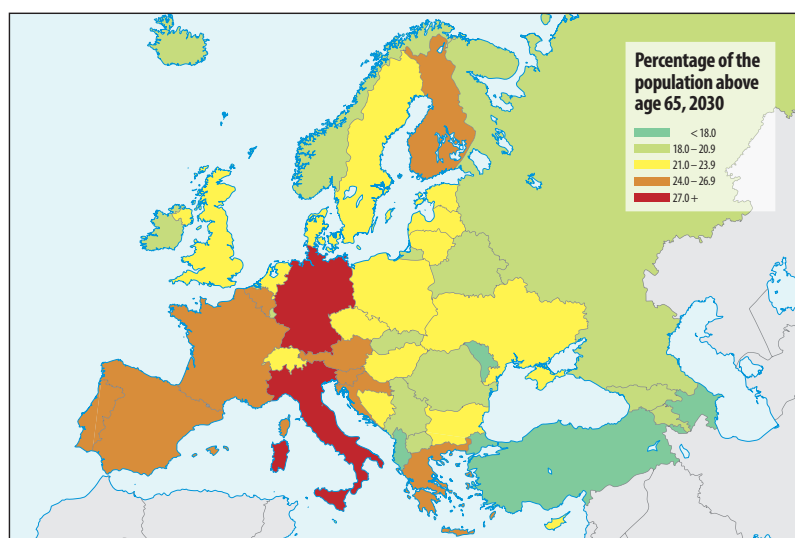 Percentage of the
population above
age 65, 2030
< 18.0
18.0 – 20.9
21.0 – 23.9
24.0 – 26.9
27.0 +